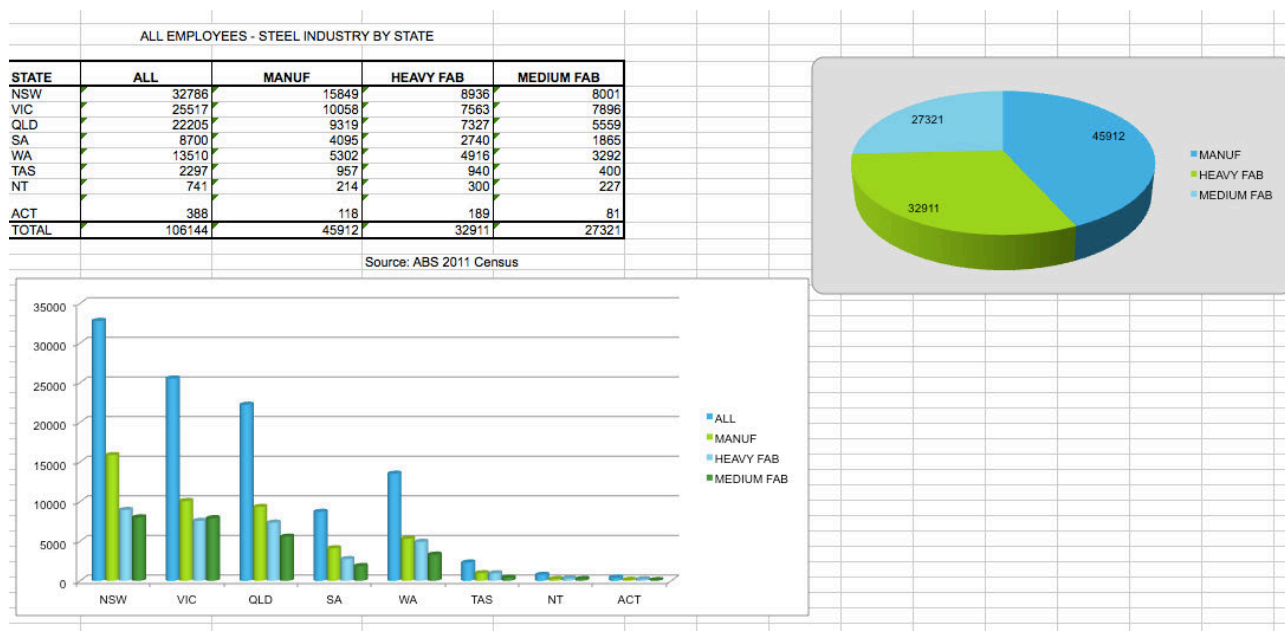 ALL EMPLOYEES - STEEL INDUSTRY BY STATE
STATE ALL MANUF HEAVY FAB MEDIUM FAB
NSW 32786 15849 8936 8001
VIC 25517 10058 7563 7896
QLD 22205 9319 7327 5559
SA 8700 4095 2740 1865
WA 13510 5302 4916 3292
TAS 2297 957 940 400
NT 741 214 300 227
ACT 388 118 189 81
TOTAL 106144 45912 32911 27321
Source: ABS 2011 Census
27321
45912
32911
MANUF
HEAVY FAB
MEDIUM FAB
35000
30000
25000
20000
15000
10000
5000
0
NSW VIC QLD SA WA TAS NT ACT
ALL
MANUF
HEAVY FAB
MEDIUM FAB